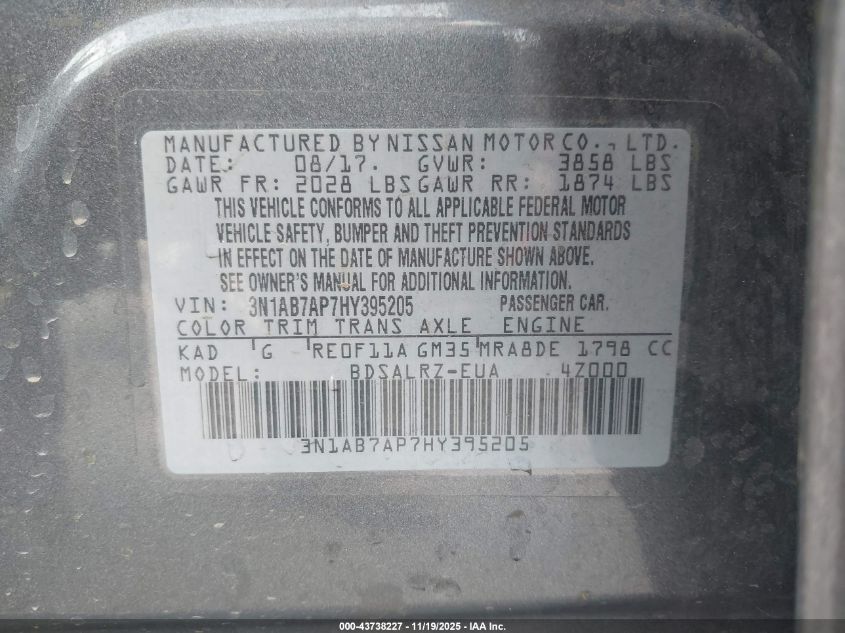 MANUFACTURED BY NISSAN MOTOR CO., LTD.
DATE: 08/17. GVWR: 3858 LBS
GAWR FR: 2028 LBS GAWR RR: 1874 LBS
THIS VEHICLE CONFORMS TO ALL APPLICABLE FEDERAL MOTOR
VEHICLE SAFETY, BUMPER AND THEFT PREVENTION STANDARDS
IN EFFECT ON THE DATE OF MANUFACTURE SHOWN ABOVE.
SEE OWNER'S MANUAL FOR ADDITIONAL INFORMATION.
VIN: 3N1AB7AP7HY395205 PASSENGER CAR.
COLOR TRIM TRANS AXLE ENGINE
KAD G RE0F11A GM35 MRA8DE 1798 CC
MODEL: BDSALRZ-EUA 4Z000
3N1AB7AP7HY395205
000-43738227 - 11/19/2025 - IAA Inc.